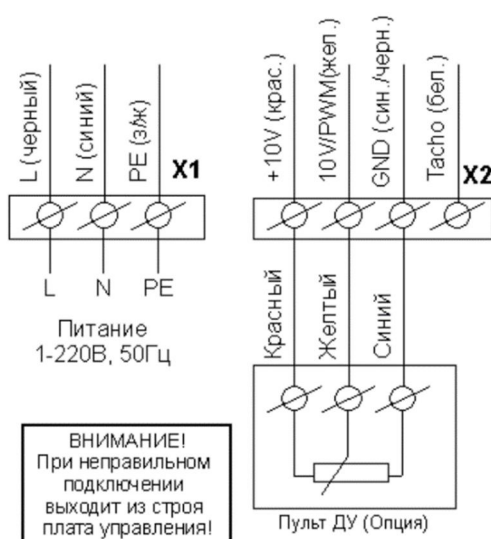 L (черный)
N (синий)
PE (з/ж)
X1
L
N
PE
Питание
1-220В, 50Гц
ВНИМАНИЕ!
При неправильном
подключении
выходит из строя
плата управления!
+10V (крас.)
10V/PWM(жел.)
GND (син./черн.)
Tacho (бел.)
X2
Красный
Желтый
Синий
Пульт ДУ (Опция)